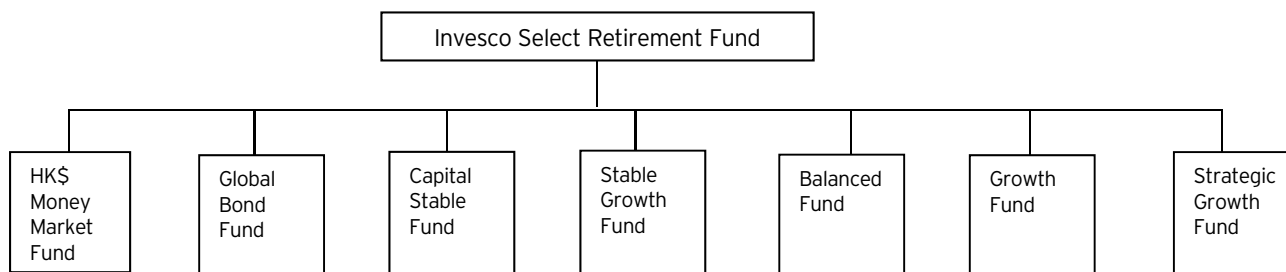 Invesco Select Retirement Fund
HK$
Money
Market
Fund
Global
Bond
Fund
Capital
Stable
Fund
Stable
Growth
Fund
Balanced
Fund
Growth
Fund
Strategic
Growth
Fund